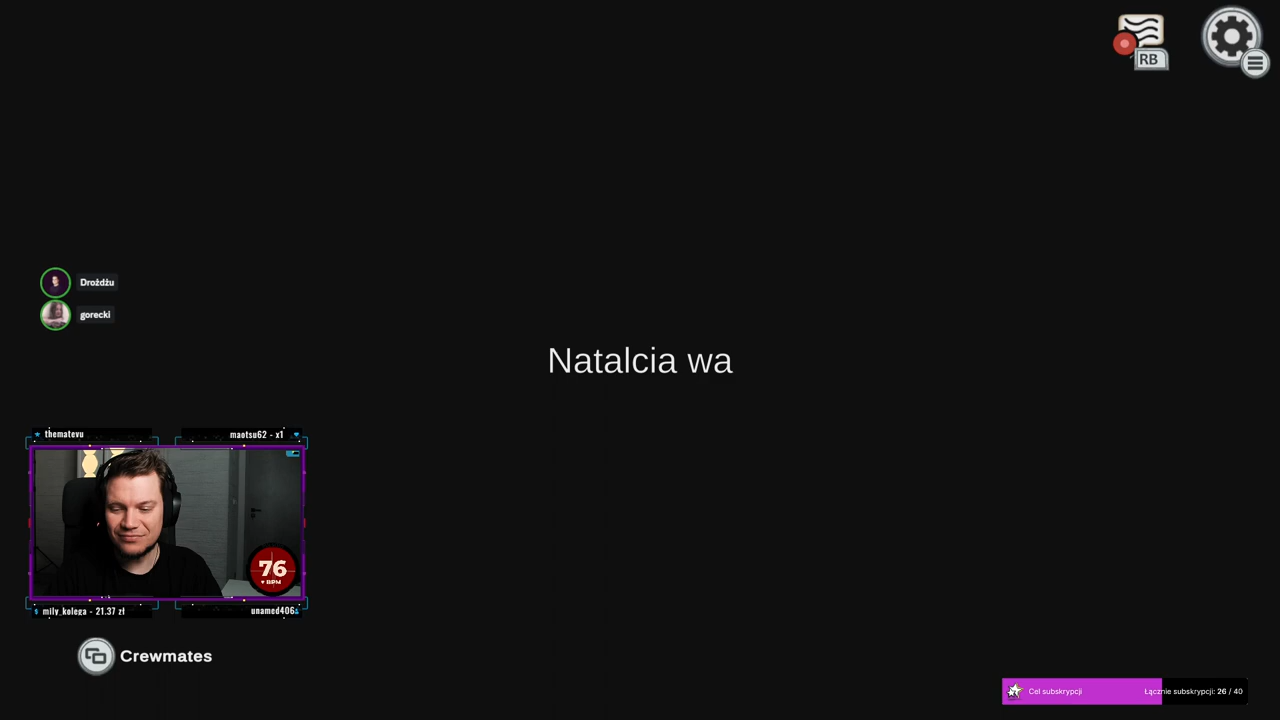 RB
Drożdżu
gorecki
Natalcia wa
thematevu
maotsu62 - x1
76
BPM
mily_kolega - 21.37 zł
unamed406
Crewmates
Cel subskrypcji
Łącznie subskrypcji: 26 / 40